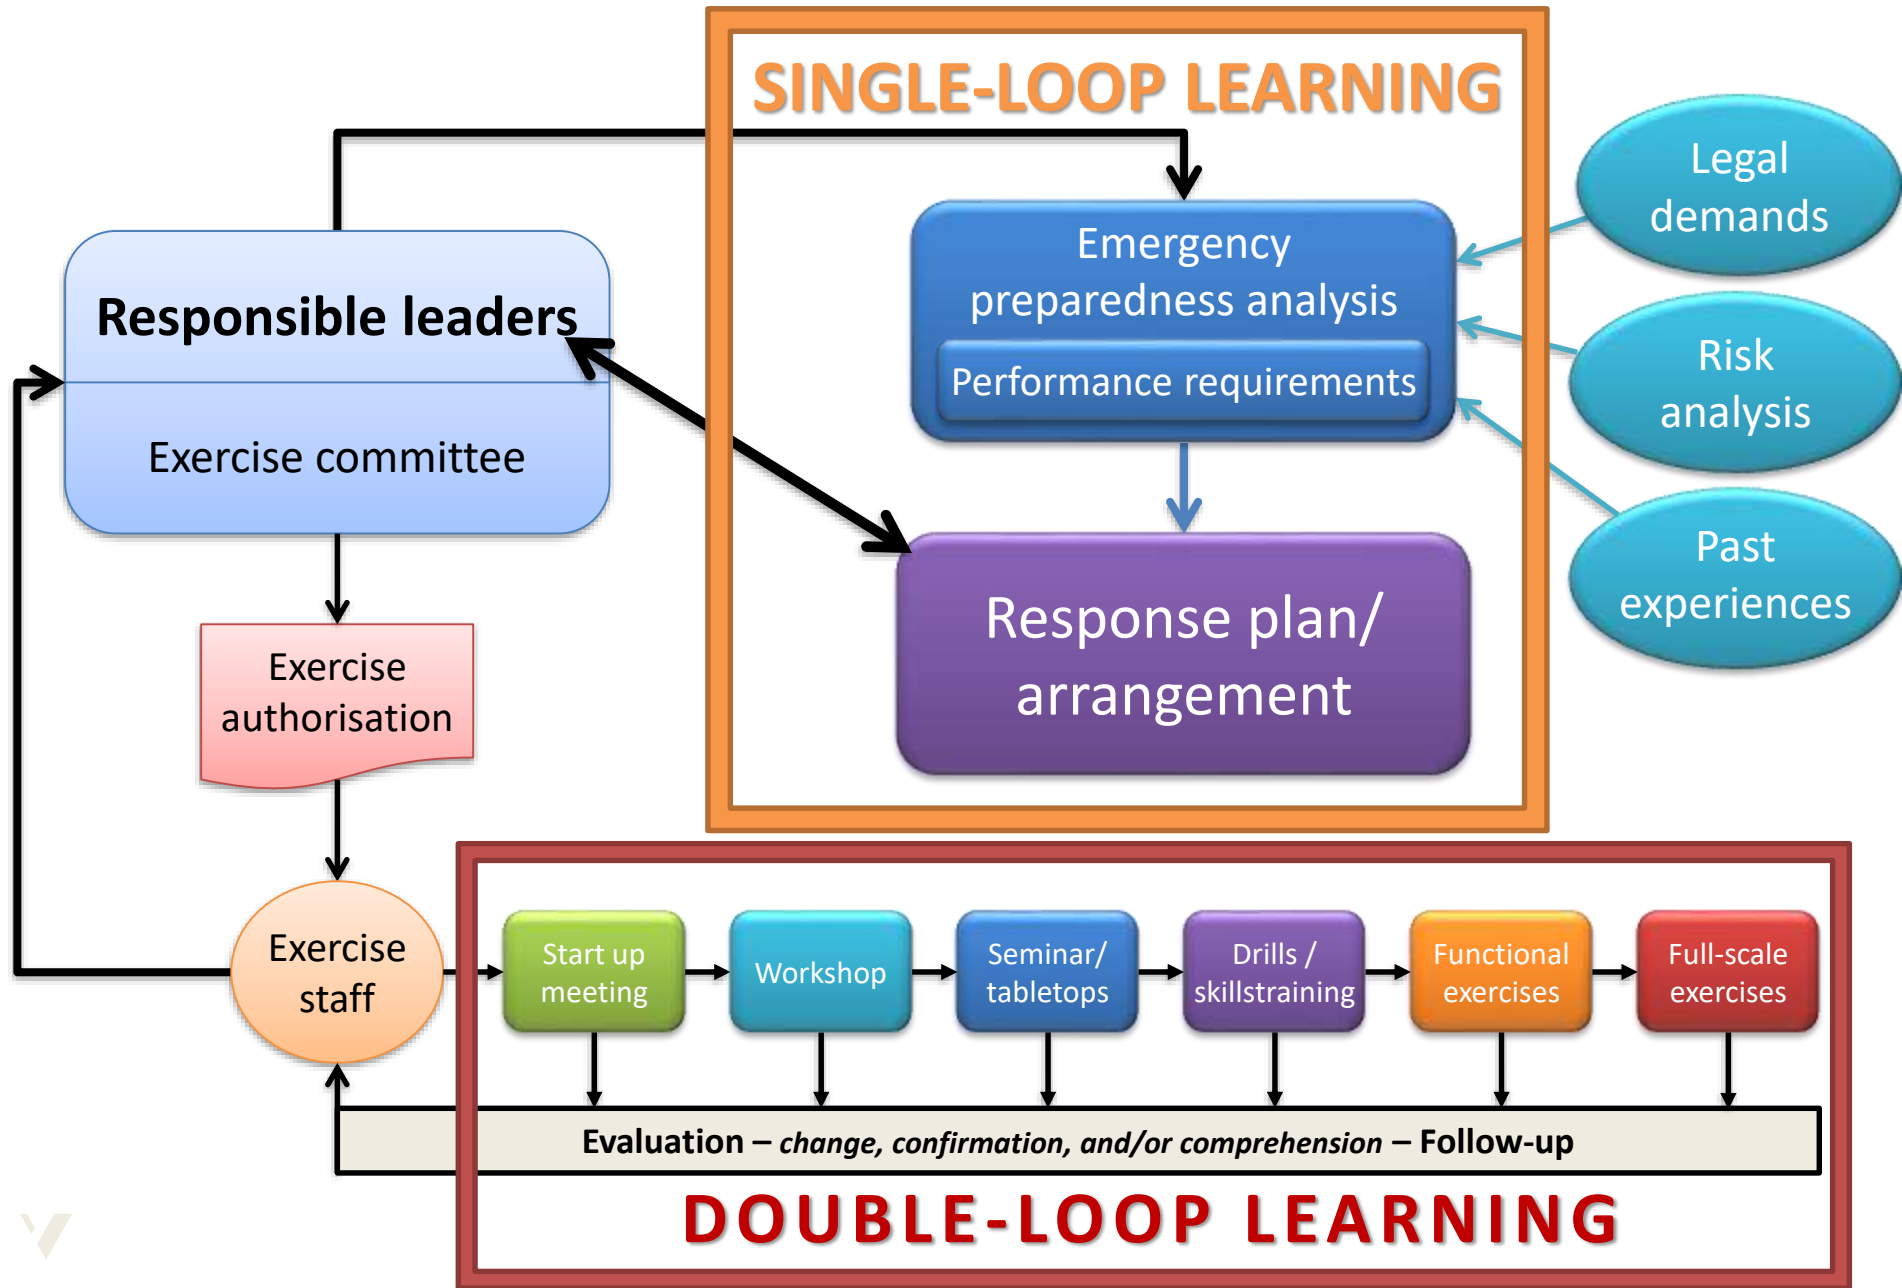 SINGLE-LOOP LEARNING
Legal
demands
Emergency
preparedness analysis
Performance requirements
Responsible leaders
Exercise committee
Risk
analysis
Past
experiences
Response plan/
arrangement
Exercise
authorisation
Exercise
staff
Start up
meeting
Workshop
Seminar/
tabletops
Drills /
skillstraining
Functional
exercises
Full-scale
exercises
Evaluation – change, confirmation, and/or comprehension – Follow-up
DOUBLE-LOOP LEARNING